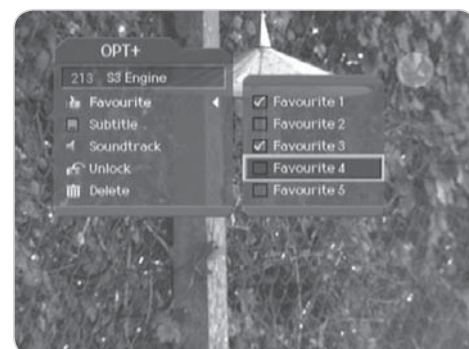 OPT+
213 S3 Engine
Favourite
Subtitle
Soundtrack
Unlock
Delete
Favourite 1
Favourite 2
Favourite 3
Favourite 4
Favourite 5